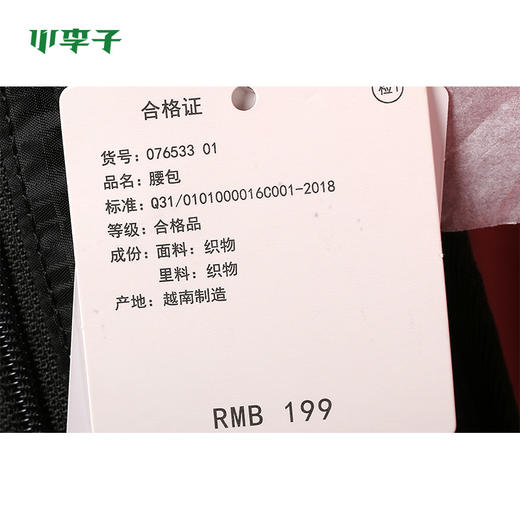 小李子
合格证
检1
货号: 076533 01
品名: 腰包
标准: Q31/0101000016C001-2018
等级: 合格品
成份: 面料: 织物
里料: 织物
产地: 越南制造
RMB 199